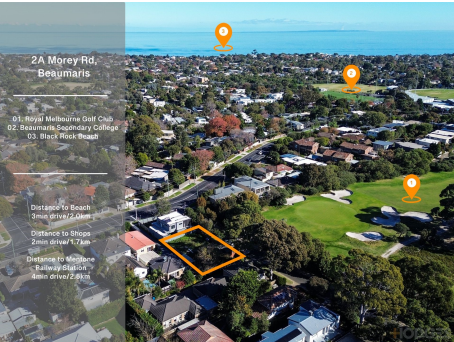 2A Morey Rd,
Beaumaris
01. Royal Melbourne Golf Club
02. Beaumaris Secondary College
03. Black Rock Beach
Distance to Beach
3min drive/2.0km
Distance to Shops
2min drive/1.7km
Distance to Mentone
Railway Station
4min drive/2.6km
3
2
1